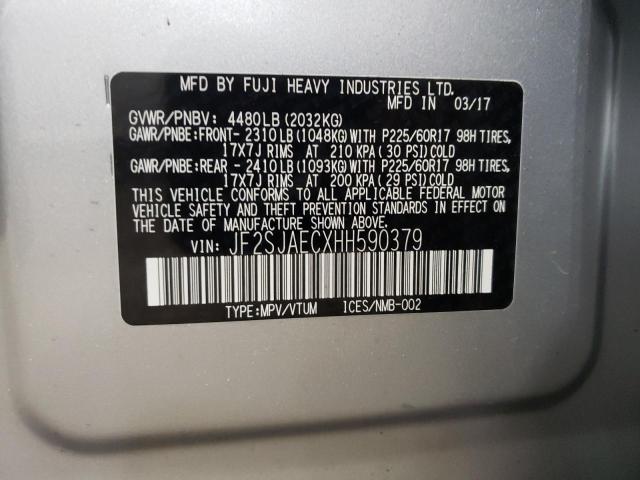 MFD BY FUJI HEAVY INDUSTRIES LTD.
MFD IN 03/17
GVWR/PNBV: 4480LB(2032KG)
GAWR/PNBE:FRONT- 2310LB(1048KG)WITH P225/60R17 98H TIRES,
17X7J RIMS AT 210 KPA( 30 PSI)COLD
GAWR/PNBE:REAR - 2410LB(1093KG)WITH P225/60R17 98H TIRES,
17X7J RIMS AT 200 KPA( 29 PSI)COLD
THIS VEHICLE CONFORMS TO ALL APPLICABLE FEDERAL MOTOR
VEHICLE SAFETY AND THEFT PREVENTION STANDARDS IN EFFECT ON
THE DATE OF MANUFACTURE SHOWN ABOVE.
VIN: JF2SJAECXHH590379
TYPE:MPV/VTUM ICES/NMB-002